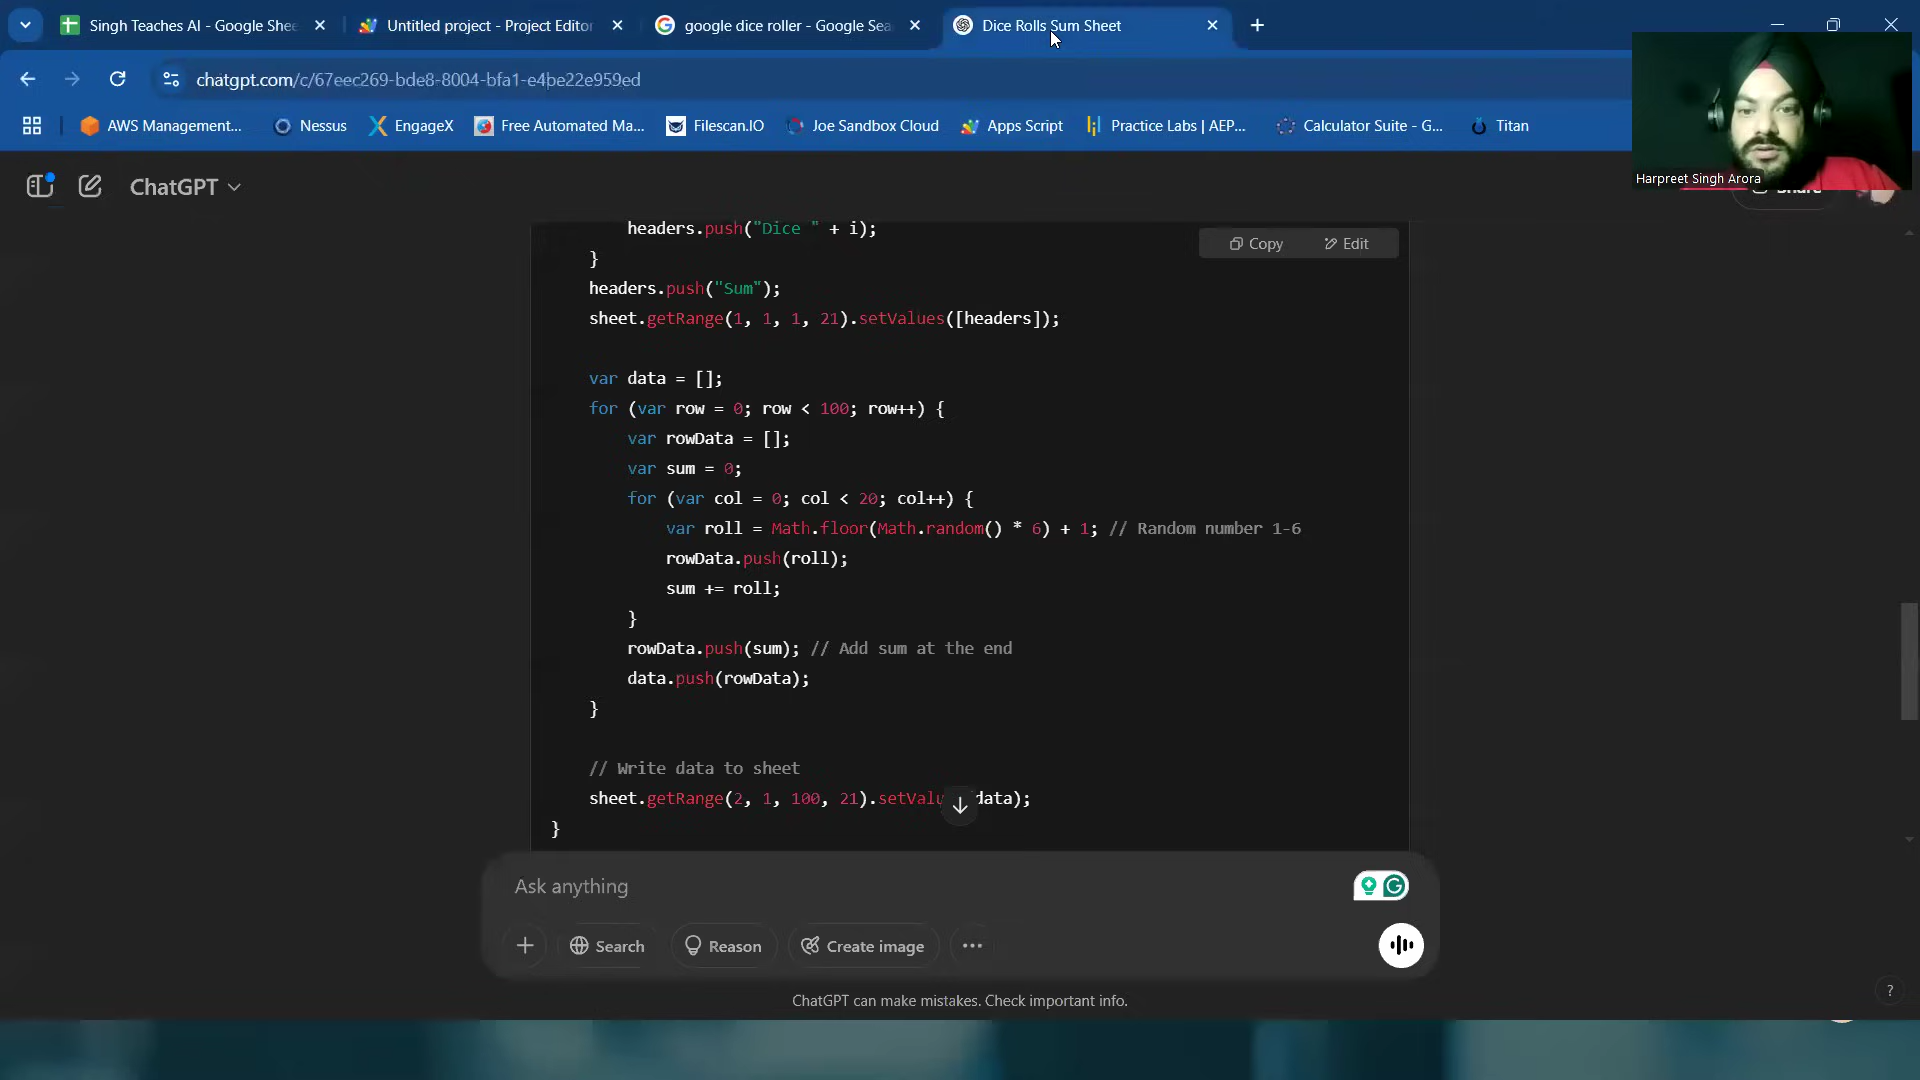 Singh Teaches AI - Google Shee
Untitled project - Project Editor
google dice roller - Google Sea
Dice Rolls Sum Sheet
chatgpt.com/c/67eec269-bde8-8004-bfa1-e4be22e959ed
AWS Management...
Nessus
EngageX
Free Automated Ma...
Filescan.IO
Joe Sandbox Cloud
Apps Script
Practice Labs | AEP...
Calculator Suite - G...
Titan
Harpreet Singh Arora
ChatGPT
Share
Copy
Edit
headers.push("Dice " + i);
}
headers.push("Sum");
sheet.getRange(1, 1, 1, 21).setValues([headers]);
var data = [];
for (var row = 0; row < 100; row++) {
var rowData = [];
var sum = 0;
for (var col = 0; col < 20; col++) {
var roll = Math.floor(Math.random() * 6) + 1; // Random number 1-6
rowData.push(roll);
sum += roll;
}
rowData.push(sum); // Add sum at the end
data.push(rowData);
}
// Write data to sheet
sheet.getRange(2, 1, 100, 21).setValu data);
}
Ask anything
Search
Reason
Create image
ChatGPT can make mistakes. Check important info.
?